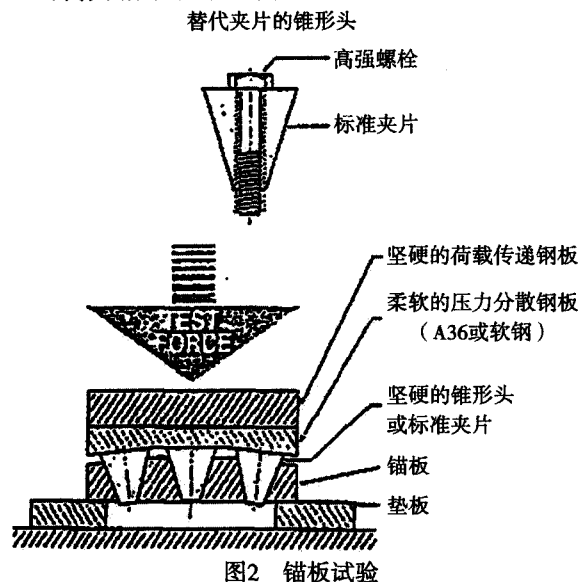 替代夹片的锥形头
高强螺栓
标准夹片
坚硬的荷载传递钢板
TEST
FORCE
柔软的压力分散钢板
（A36或软钢）
坚硬的锥形头
或标准夹片
锚板
垫板
图2 锚板试验